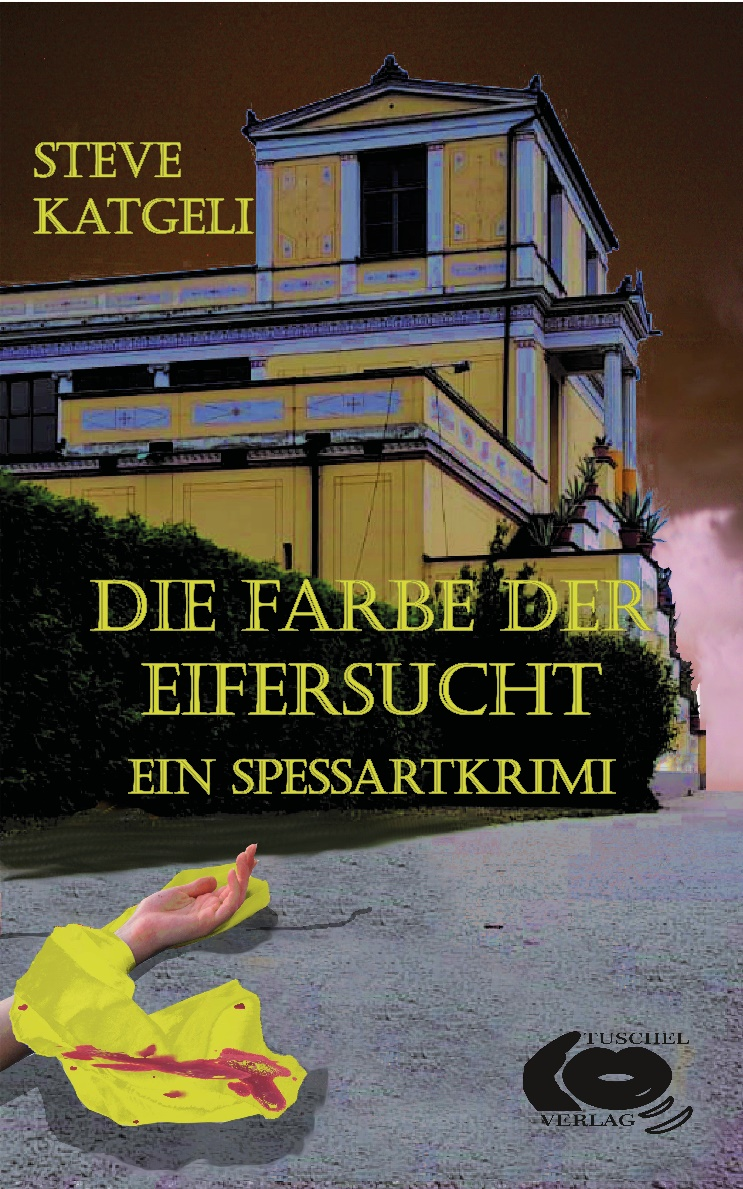 STEVE
KATGELI
DIE FARBE DER
EIFERSUCHT
EIN SPESSARTKRIMI
TUSCHEL
VERLAG